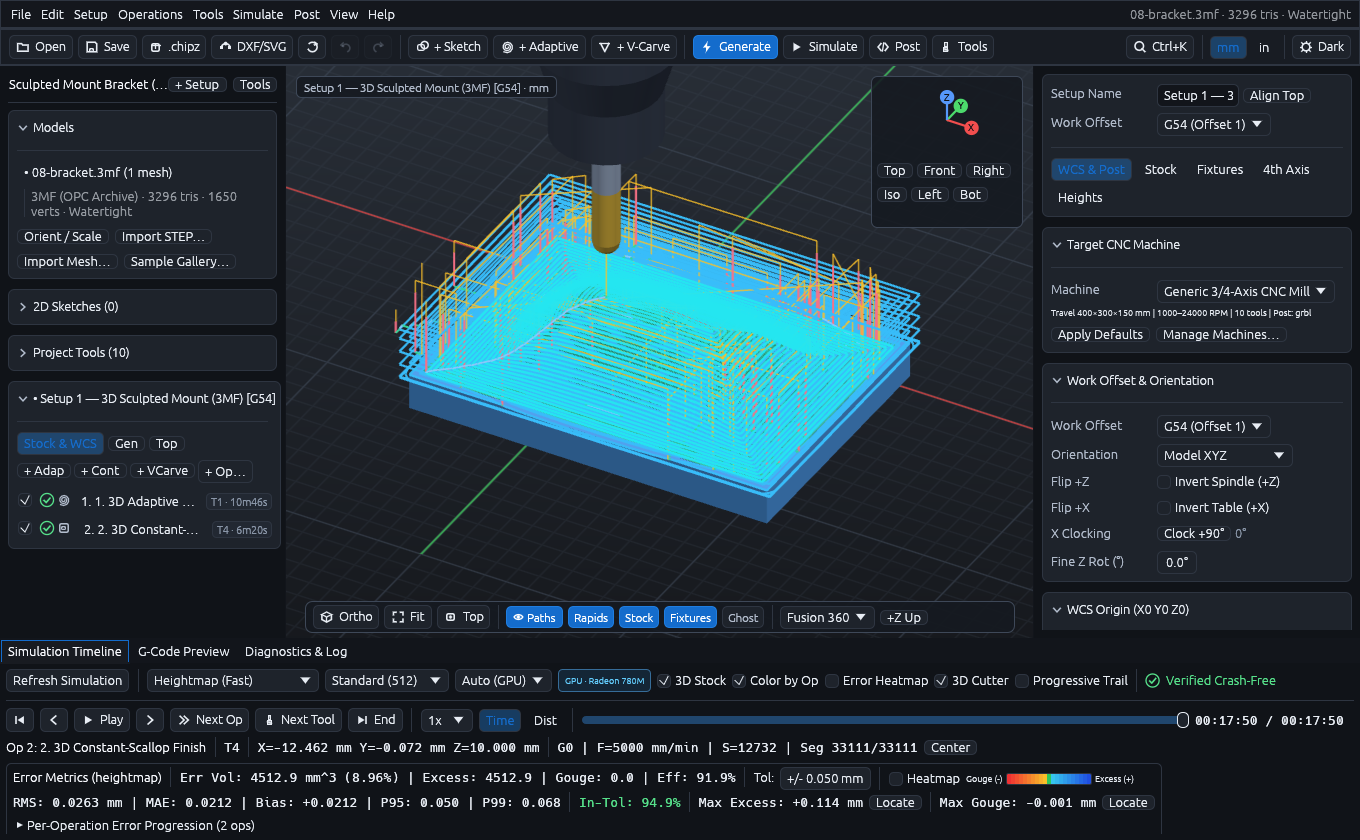 File Edit Setup Operations Tools Simulate Post View Help
08-bracket.3mf · 3296 tris · Watertight
Open Save .chipz DXF/SVG + Sketch + Adaptive + V-Carve Generate Simulate Post Tools Ctrl+K mm in Dark
Sculpted Mount Bracket (... + Setup Tools
Models
• 08-bracket.3mf (1 mesh)
3MF (OPC Archive) · 3296 tris · 1650
verts · Watertight
Orient / Scale Import STEP...
Import Mesh... Sample Gallery...
2D Sketches (0)
Project Tools (10)
• Setup 1 — 3D Sculpted Mount (3MF) [G54]
Stock & WCS Gen Top
+ Adap + Cont + VCarve + Op...
1. 1. 3D Adaptive ... T1 · 10m46s
2. 2. 3D Constant-... T4 · 6m20s
Setup 1 — 3D Sculpted Mount (3MF) [G54] · mm
Z
Y
X
Top Front Right
Iso Left Bot
Ortho Fit Top Paths Rapids Stock Fixtures Ghost Fusion 360 +Z Up
Setup Name Setup 1 — 3 Align Top
Work Offset G54 (Offset 1)
WCS & Post Stock Fixtures 4th Axis
Heights
Target CNC Machine
Machine Generic 3/4-Axis CNC Mill
Travel 400×300×150 mm | 1000–24000 RPM | 10 tools | Post: grbl
Apply Defaults Manage Machines...
Work Offset & Orientation
Work Offset G54 (Offset 1)
Orientation Model XYZ
Flip +Z Invert Spindle (+Z)
Flip +X Invert Table (+X)
X Clocking Clock +90° 0°
Fine Z Rot (°) 0.0°
WCS Origin (X0 Y0 Z0)
Simulation Timeline G-Code Preview Diagnostics & Log
Refresh Simulation Heightmap (Fast) Standard (512) Auto (GPU) GPU · Radeon 780M 3D Stock Color by Op Error Heatmap 3D Cutter Progressive Trail Verified Crash-Free
Play Next Op Next Tool End 1x Time Dist 00:17:50 / 00:17:50
Op 2: 2. 3D Constant-Scallop Finish T4 X=-12.462 mm Y=-0.072 mm Z=10.000 mm G0 | F=5000 mm/min | S=12732 | Seg 33111/33111 Center
Error Metrics (heightmap) Err Vol: 4512.9 mm^3 (8.96%) | Excess: 4512.9 | Gouge: 0.0 | Eff: 91.9% Tol: +/- 0.050 mm Heatmap Gouge (-) Excess (+)
RMS: 0.0263 mm | MAE: 0.0212 | Bias: +0.0212 | P95: 0.050 | P99: 0.068 In-Tol: 94.9% Max Excess: +0.114 mm Locate Max Gouge: -0.001 mm Locate
Per-Operation Error Progression (2 ops)